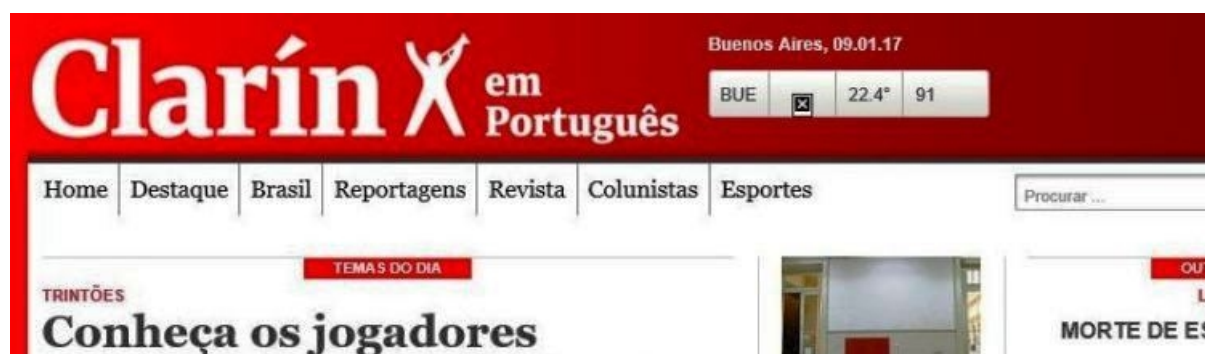 Clarín em Português
Buenos Aires, 09.01.17
BUE 22.4° 91
Home Destaque Brasil Reportagens Revista Colunistas Esportes
Procurar ...
TEMAS DO DIA
TRINTÕES
Conheça os jogadores
MORTE DE